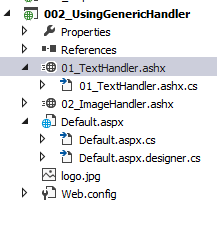 002_UsingGenericHandler
Properties
References
01_TextHandler.ashx
01_TextHandler.ashx.cs
02_ImageHandler.ashx
Default.aspx
Default.aspx.cs
Default.aspx.designer.cs
logo.jpg
Web.config